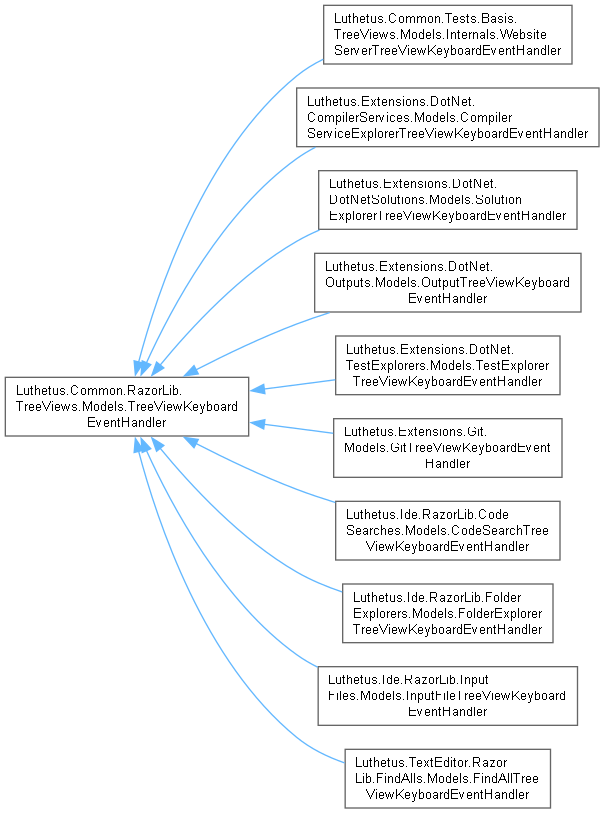 Luthetus.Common.Tests.Basis.
TreeViews.Models.Internals.Website
ServerTreeViewKeyboardEventHandler
Luthetus.Extensions.DotNet.
CompilerServices.Models.Compiler
ServiceExplorerTreeViewKeyboardEventHandler
Luthetus.Extensions.DotNet.
DotNetSolutions.Models.Solution
ExplorerTreeViewKeyboardEventHandler
Luthetus.Extensions.DotNet.
Outputs.Models.OutputTreeViewKeyboard
EventHandler
Luthetus.Extensions.DotNet.
TestExplorers.Models.TestExplorer
TreeViewKeyboardEventHandler
Luthetus.Common.RazorLib.
TreeViews.Models.TreeViewKeyboard
EventHandler
Luthetus.Extensions.Git.
Models.GitTreeViewKeyboardEvent
Handler
Luthetus.Ide.RazorLib.Code
Searches.Models.CodeSearchTree
ViewKeyboardEventHandler
Luthetus.Ide.RazorLib.Folder
Explorers.Models.FolderExplorer
TreeViewKeyboardEventHandler
Luthetus.Ide.RazorLib.Input
Files.Models.InputFileTreeViewKeyboard
EventHandler
Luthetus.TextEditor.Razor
Lib.FindAlls.Models.FindAllTree
ViewKeyboardEventHandler